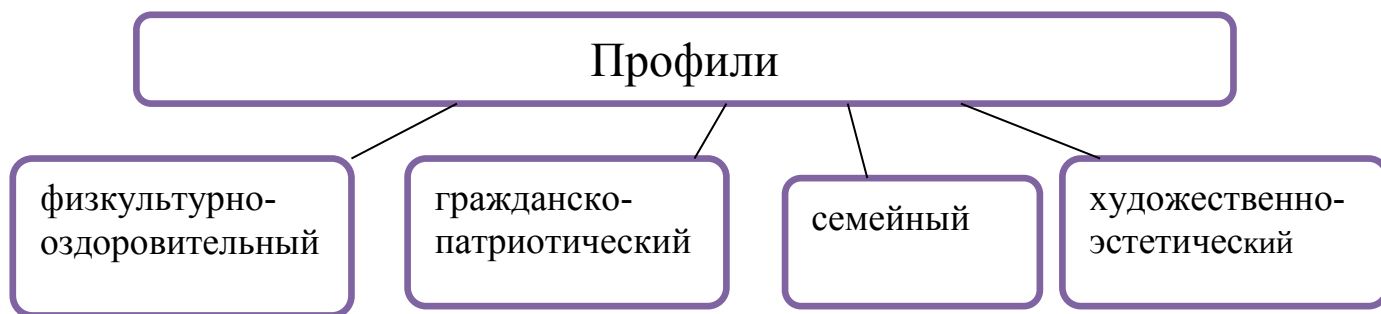 Профили
физкультурно-
оздоровительный
гражданско-
патриотический
семейный
художественно-
эстетический